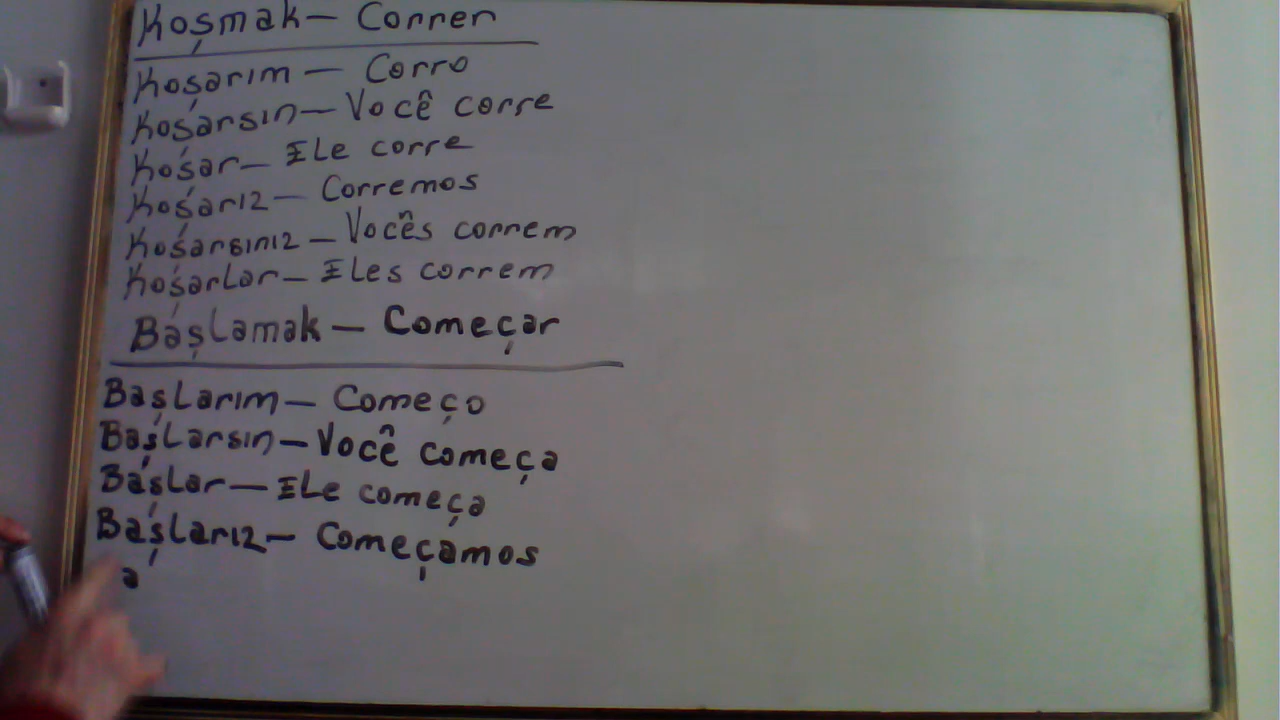 Koşmak - Correr
Koşarım - Corro
Koşarsın - Você corre
Koşar - Ele corre
Koşarız - Corremos
Koşarsınız - Vocês correm
Koşarlar - Eles correm
Başlamak - Começar
Başlarım - Começo
Başlarsın - Você começa
Başlar - Ele começa
Başlarız - Começamos
a